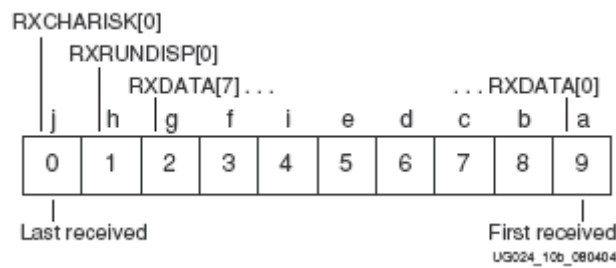 RXCHARISK[0]
RXRUNDISP[0]
RXDATA[7] . . . . . . RXDATA[0]
j h g f i e d c b a
0 1 2 3 4 5 6 7 8 9
Last received First received
UG024_10b_080404